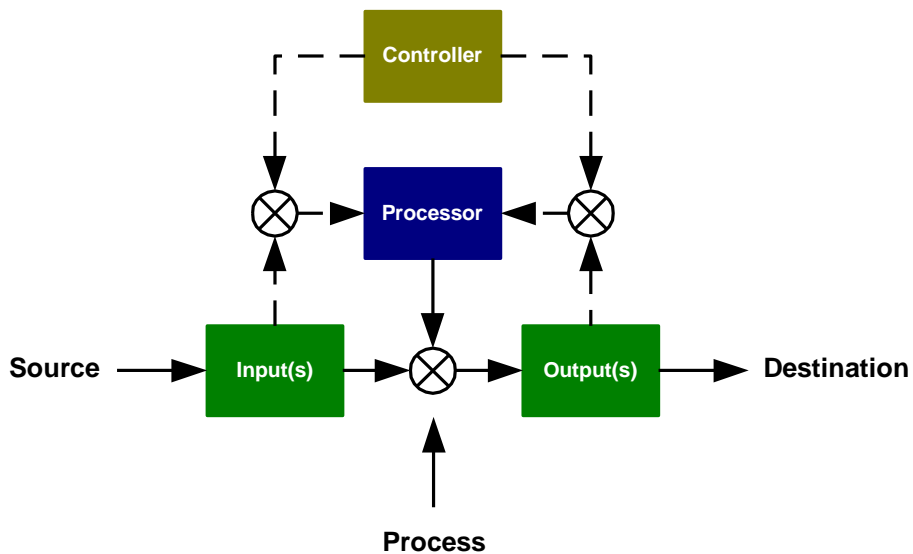 Controller
Processor
Source
Input(s)
Output(s)
Destination
Process